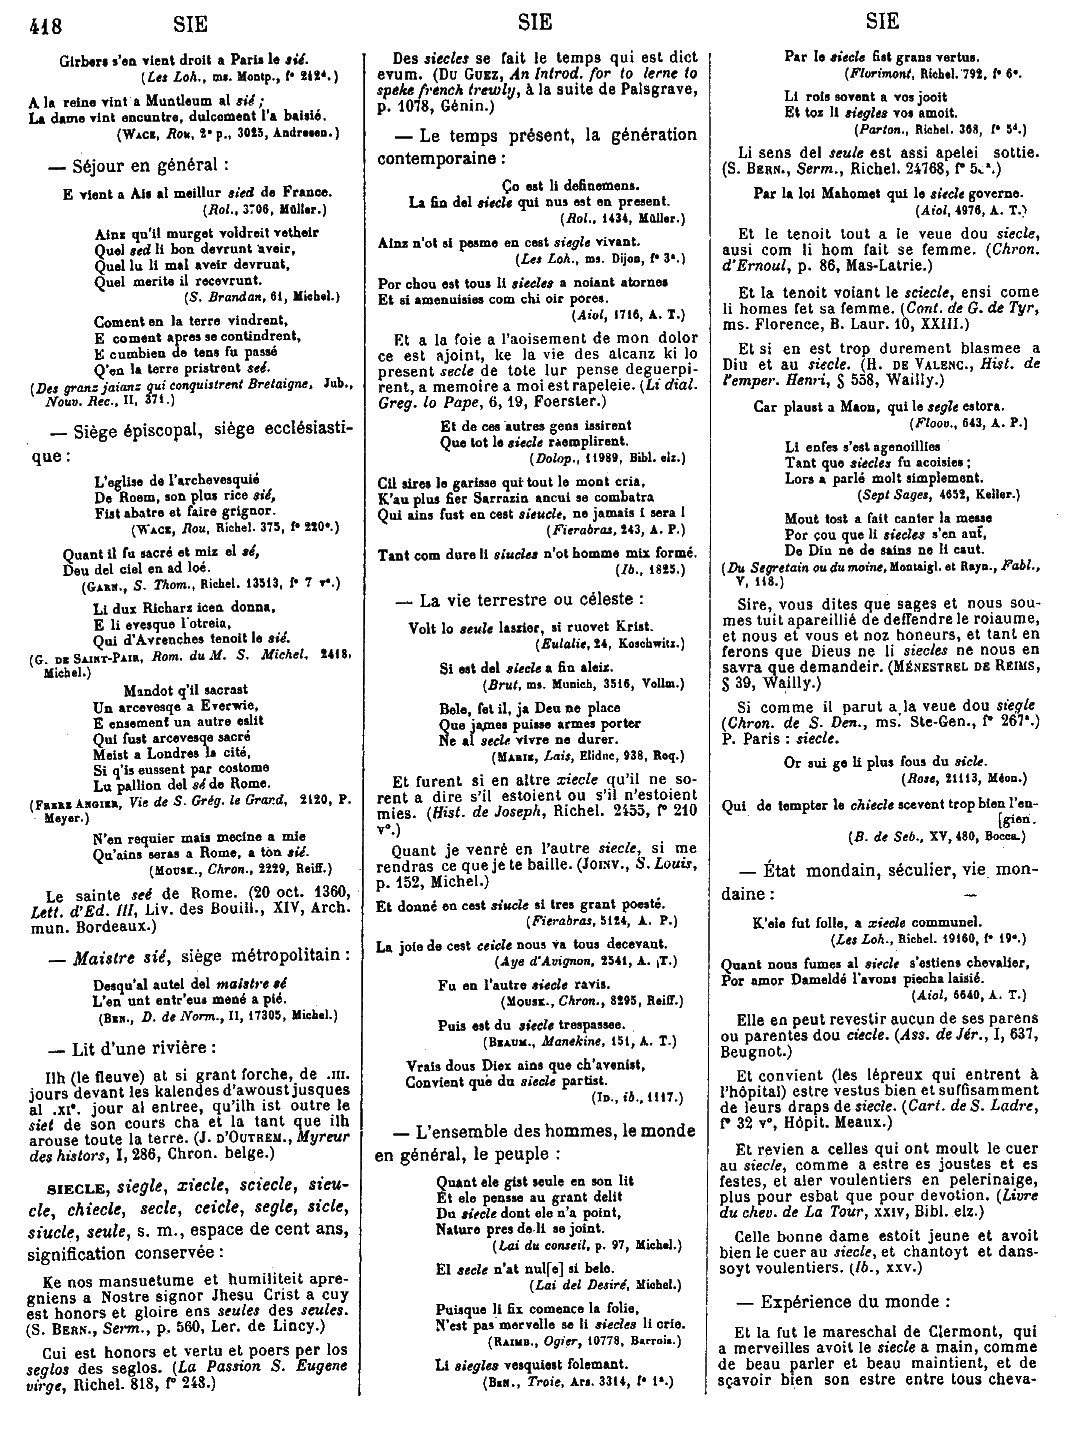 418 SIE SIE SIE
Girbers s'en vient droit a Paris le sié.
(Les Loh., ms. Montp., f° 212ᵈ.)
A la reine vint a Muntleum al sié ;
La dame vint encuntre, dulcoment l'a baisié.
(WACE, Rou, 2ᵉ p., 3025, Andresen.)
— Séjour en général :
E vient a Ais al meillur sied de France.
(Rol., 3706, Müller.)
Ainz qu'il murget voldreit vetheir
Quel sed li bon devrunt aveir,
Quel lu li mal aveir devrunt,
Quel merite il recevrunt.
(S. Brandan, 61, Michel.)
Coment en la terre vindrent,
E coment apres se contindrent,
E cumbien de tens fu passé
Q'en la terre pristrent seé.
(Des granz jaianz qui conquistrent Bretaigne, Jub.,
Nouv. Rec., II, 371.)
— Siège épiscopal, siège ecclésiasti-
que :
L'eglise de l'archevesquié
De Roem, son plus rice sié,
Fist abatre et faire grignor.
(WACE, Rou, Richel. 375, f° 220ᵉ.)
Quant il fu sacré et miz el sé,
Deu del ciel en ad loé.
(GARN., S. Thom., Richel. 13513, f° 7 v°.)
Li dux Richarz icen donna,
E li evesque l'otreia,
Qui d'Avrenches tenoit le sié.
(G. DE SAINT-PAIR, Rom. du M. S. Michel, 2418,
Michel.)
Mandot q'il sacrast
Un arcevesqe a Everwie,
E ensement un autre eslit
Qui fust arcevesqe sacré
Meist a Londres la cité,
Si q'is eussent par costome
Lu pallion del sé de Rome.
(FRERE ANGIER, Vie de S. Grég. le Grand, 2120, P.
Meyer.)
N'en requier mais mecine a mie
Qu'ains seras a Rome, a ton sié.
(MOUSK., Chron., 2229, Reiff.)
Le sainte seé de Rome. (20 oct. 1360,
Lett. d'Ed. III, Liv. des Bouill., XIV, Arch.
mun. Bordeaux.)
— Maistre sié, siège métropolitain :
Desqu'al autel del maistre sé
L'en unt entr'eus mené a pié.
(BEN., D. de Norm., II, 17305, Michel.)
— Lit d'une rivière :
Ilh (le fleuve) at si grant forche, de .III.
jours devant les kalendes d'awoust jusques
al .XIᵉ. jour al entree, qu'ilh ist outre le
siet de son cours cha et la tant que ilh
arouse toute la terre. (J. D'OUTREM., Myreur
des histors, I, 286, Chron. belge.)
SIECLE, siegle, xiecle, sciecle, sieu-
cle, chiecle, secle, ceicle, segle, sicle,
siucle, seule, s. m., espace de cent ans,
signification conservée :
Ke nos mansuetume et humiliteit apre-
gniens a Nostre signor Jhesu Crist a cuy
est honors et gloire ens seules des seules.
(S. BERN., Serm., p. 560, Ler. de Lincy.)
Cui est honors et vertu et poers per los
seglos des seglos. (La Passion S. Eugene
virge, Richel. 818, f° 248.)
Des siecles se fait le temps qui est dict
evum. (DU GUEZ, An Introd. for to lerne to
speke french trewly, à la suite de Palsgrave,
p. 1078, Génin.)
— Le temps présent, la génération
contemporaine :
Ço est li definemens.
La fin del siecle qui nus est en present.
(Rol., 1434, Müller.)
Ainz n'ot si pesme en cest siegle vivant.
(Les Loh., ms. Dijon, f° 3ᵃ.)
Por chou est tous li siecles a noiant atornes
Et si amenuisies com chi oir pores.
(Aiol, 1716, A. T.)
Et a la foie a l'aoisement de mon dolor
ce est ajoint, ke la vie des alcanz ki lo
present secle de tote lur pense deguerpi-
rent, a memoire a moi est rapeleie. (Li dial.
Greg. lo Pape, 6, 19, Foerster.)
Et de ces autres gens issirent
Que tot le siecle raemplirent.
(Dolop., 11989, Bibl. elz.)
Cil sires le garisse qui tout le mont cria,
K'au plus fier Sarrazin ancui se combatra
Qui ains fust en cest sieucle, ne jamais i sera !
(Fierabras, 243, A. P.)
Tant com dure li siucles n'ot homme mix formé.
(Ib., 1825.)
— La vie terrestre ou céleste :
Volt lo seule laszier, si ruovet Krist.
(Eulalie, 24, Koschwitz.)
Si est del siecle a fin aleiz.
(Brut, ms. Munich, 3516, Vollm.)
Bele, fet il, ja Deu ne place
Que james puisse armes porter
Ne al secle vivre ne durer.
(MARIE, Lais, Elidue, 938, Roq.)
Et furent si en altre xiecle qu'il ne so-
rent a dire s'il estoient ou s'il n'estoient
mies. (Hist. de Joseph, Richel. 2455, f° 210
v°.)
Quant je venré en l'autre siecle, si me
rendras ce que je te baille. (JOINV., S. Louis,
p. 152, Michel.)
Et donné en cest siucle si tres grant poesté.
(Fierabras, 5124, A. P.)
La joie de cest ceicle nous va tous decevant.
(Aye d'Avignon, 2541, A. T.)
Fu en l'autre siecle ravis.
(MOUSK., Chron., 8295, Reiff.)
Puis est du siecle trespassee.
(BEAUM., Manekine, 151, A. T.)
Vrais dous Diex ains que ch'avenist,
Convient que du siecle partist.
(ID., ib., 1117.)
— L'ensemble des hommes, le monde
en général, le peuple :
Quant ele gist seule en son lit
Et ele pensse au grant delit
Du siecle dont ele n'a point,
Nature pres de li se joint.
(Lai du conseil, p. 97, Michel.)
El secle n'at nul[e] si bele.
(Lai del Desiré, Michel.)
Puisque li fix comence la folie,
N'est pas mervelle se li siecles li crie.
(RAIMB., Ogier, 10778, Barrois.)
Li siegles vesquiest folemant.
(BEN., Troie, Ars. 3314, f° 1ᵃ.)
Par le siecle fist grans vertus.
(Florimont, Richel. 792, f° 6ᵉ.)
Li rois sovent a vos jooit
Et toz li siegles vos amoit.
(Parton., Richel. 368, f° 5ᵈ.)
Li sens del seule est assi apelei sottie.
(S. BERN., Serm., Richel. 24768, f°
Par la loi Mahomet qui le siecle governe.
(Aiol, 4976, A. T.)
Et le tenoit tout a le veue dou siecle,
ausi com li hom fait se femme. (Chron.
d'Ernoul, p. 86, Mas-Latrie.)
Et la tenoit voiant le sciecle, ensi come
li homes fet sa femme. (Cont. de G. de Tyr,
ms. Florence, B. Laur. 10, XXIII.)
Et si en est trop durement blasmee a
Diu et au siecle. (H. DE VALENC., Hist. de
l'emper. Henri, § 558, Wailly.)
Car plaust a Maon, qui le segle estora.
(Floov., 643, A. P.)
Li enfes s'est agenoillies
Tant que siecles fu acoisies ;
Lors a parlé molt simplement.
(Sept Sages, 4652, Keller.)
Mout tost a fait canter la messe
Por çou que li siecles s'en aut,
De Diu ne de sains ne li caut.
(Du Segretain ou du moine, Montaigl. et Rayn., Fabl.,
V, 118.)
Sire, vous dites que sages et nous sou-
mes tuit apareillié de deffendre le roiaume,
et nous et vous et noz honeurs, et tant en
ferons que Dieus ne li siecles ne nous en
savra que demandeir. (MÉNESTREL DE REIMS,
§ 39, Wailly.)
Si comme il parut a la veue dou siegle
(Chron. de S. Den., ms. Ste-Gen., f° 267ᵃ.)
P. Paris : siecle.
Or sui ge li plus fous du sicle.
(Rose, 21113, Méon.)
Qui de tempter le chiecle scevent trop bien l'en-
[gien.
(B. de Seb., XV, 480, Bocca.)
— État mondain, séculier, vie mon-
daine :
K'ele fut folle, a xiecle communel.
(Les Loh., Richel. 19160, f° 19ᵉ.)
Quant nous fumes al siecle s'estiens chevalier,
Por amor Dameldé l'avons piecha laisié.
(Aiol, 6640, A. T.)
Elle en peut revestir aucun de ses parens
ou parentes dou ciecle. (Ass. de Jér., I, 637,
Beugnot.)
Et convient (les lépreux qui entrent à
l'hôpital) estre vestus bien et suffisamment
de leurs draps de siecle. (Cart. de S. Ladre,
f° 32 v°, Hôpit. Meaux.)
Et revien a celles qui ont moult le cuer
au siecle, comme a estre es joustes et es
festes, et aler voulentiers en pelerinaige,
plus pour esbat que pour devotion. (Livre
du chev. de La Tour, XXIV, Bibl. elz.)
Celle bonne dame estoit jeune et avoit
bien le cuer au siecle, et chantoyt et dans-
soyt voulentiers. (Ib., XXV.)
— Expérience du monde :
Et la fut le mareschal de Clermont, qui
a merveilles avoit le siecle a main, comme
de beau parler et beau maintient, et de
sçavoir bien son estre entre tous cheva-